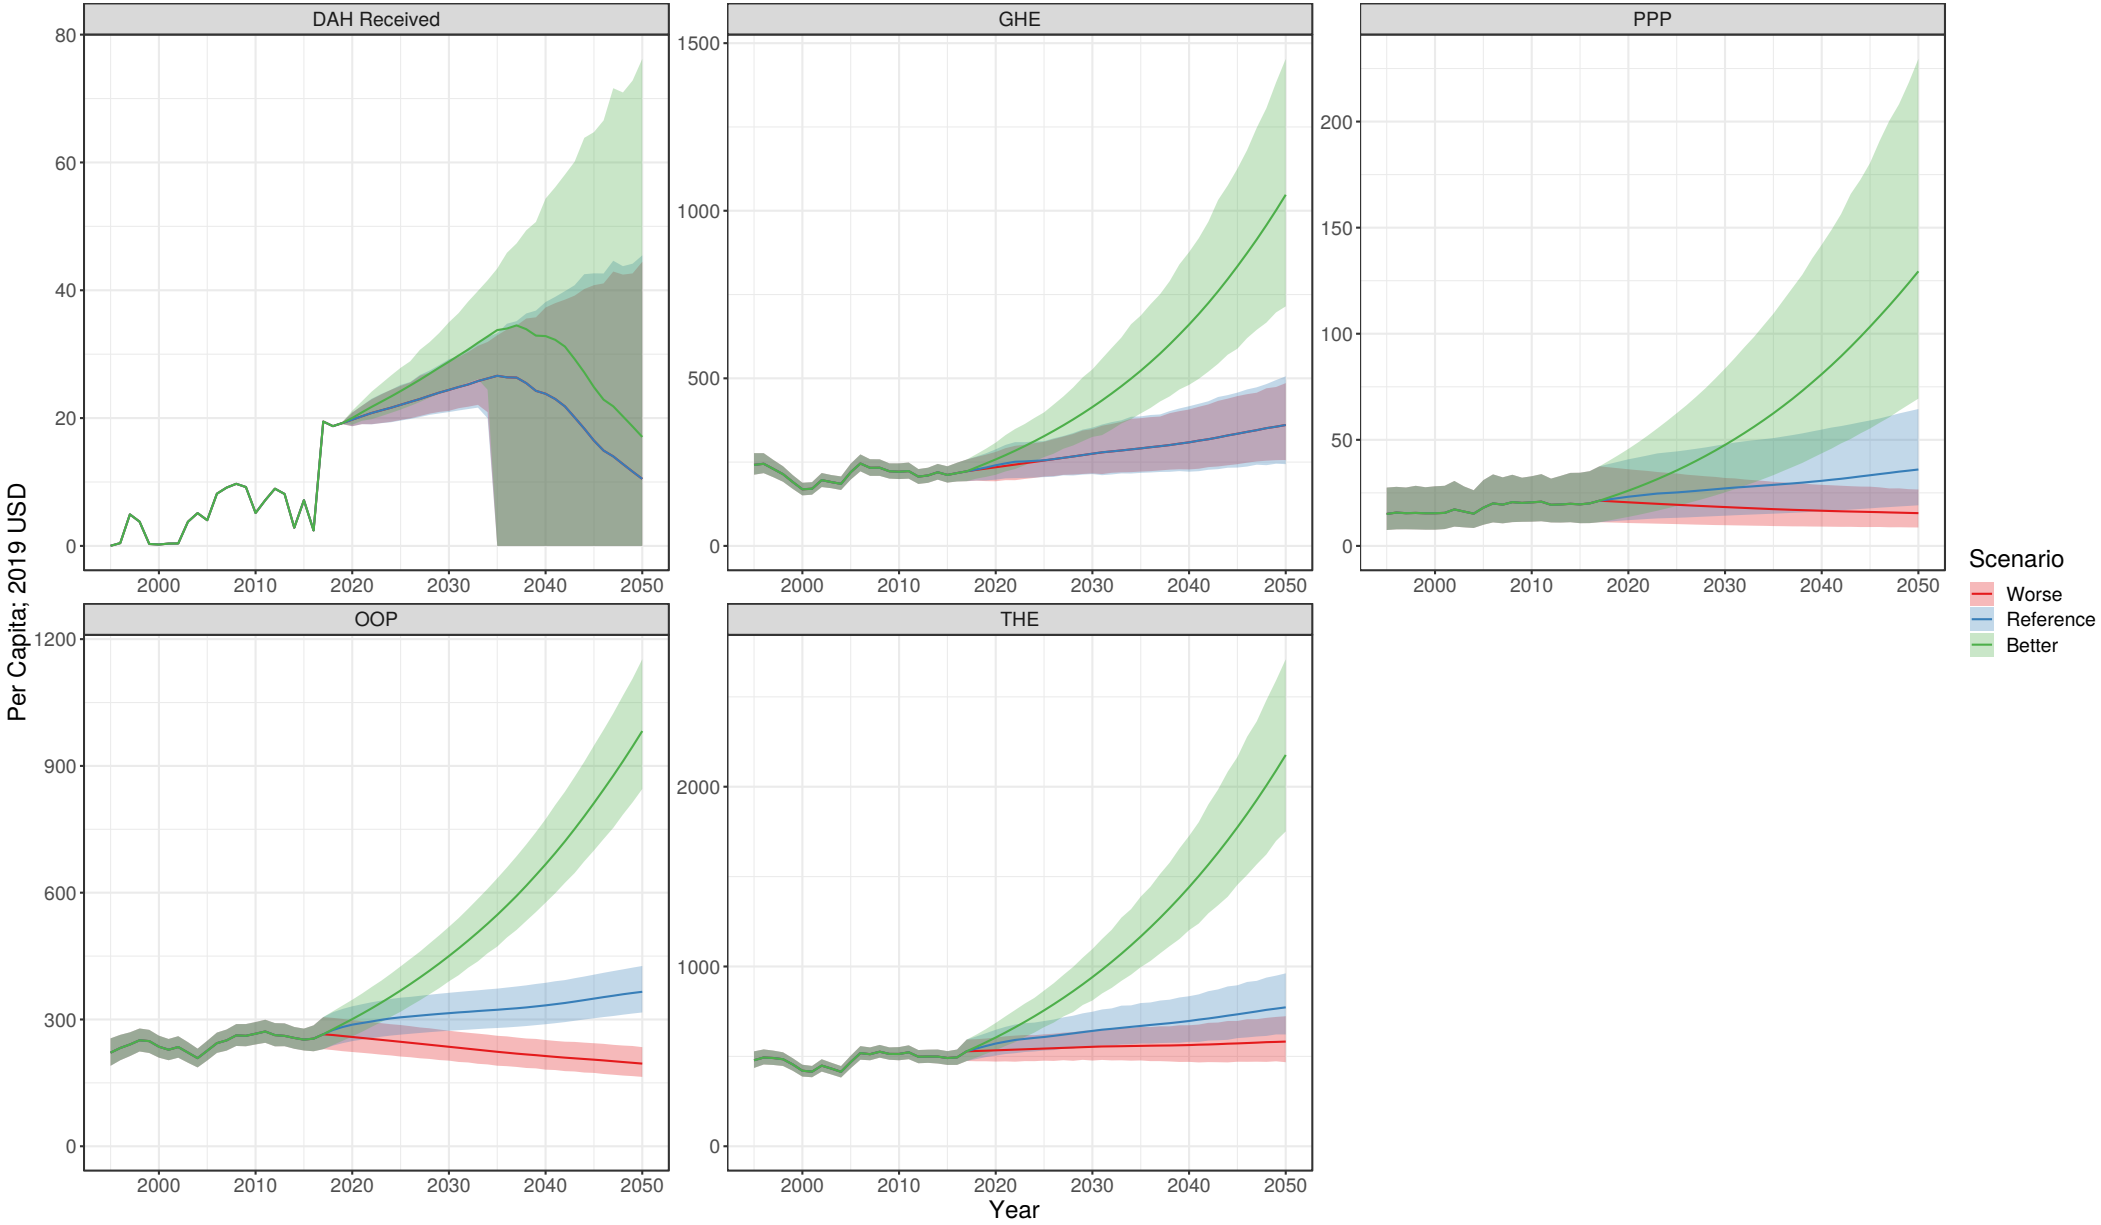 DAH Received
GHE
PPP
80
60
40
20
0
1500
1000
500
0
200
150
100
50
0
2000 2010 2020 2030 2040 2050
2000 2010 2020 2030 2040 2050
2000 2010 2020 2030 2040 2050
OOP
THE
1200
900
600
300
0
2000
1000
0
2000 2010 2020 2030 2040 2050
2000 2010 2020 2030 2040 2050
Per Capita; 2019 USD
Year
Scenario
Worse
Reference
Better